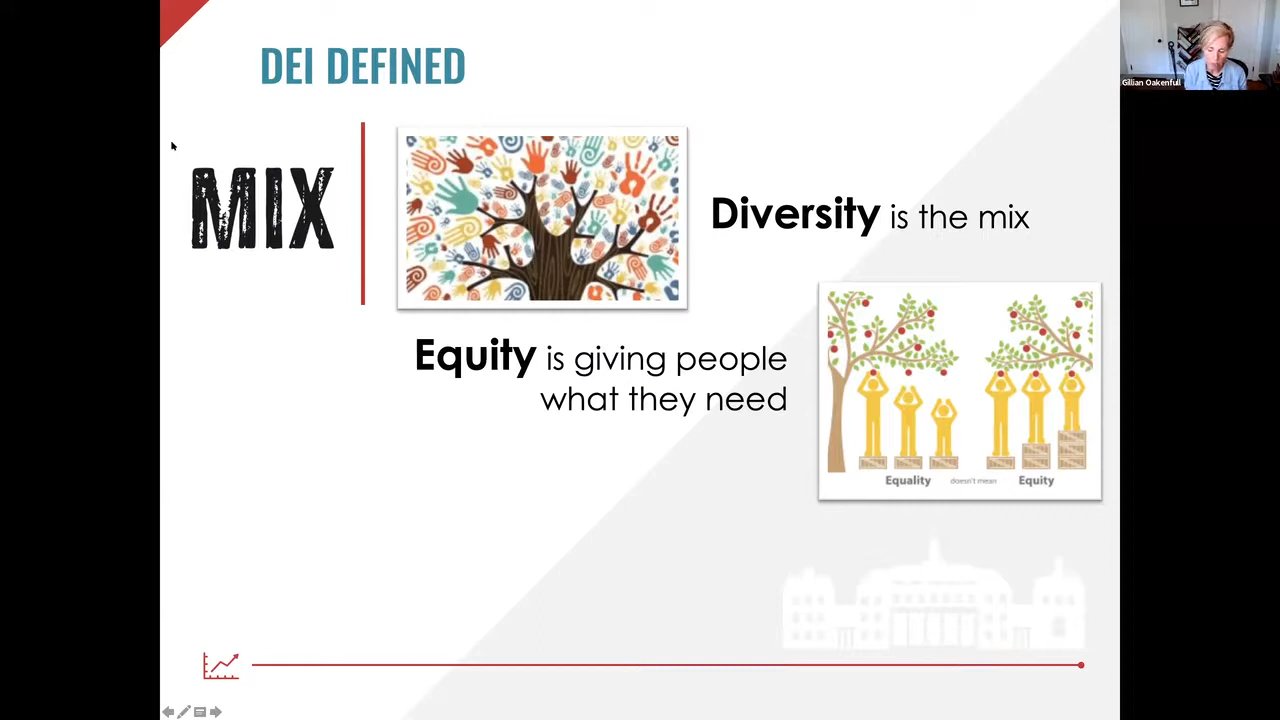 DEI DEFINED
MIX
Diversity is the mix
Equity is giving people
what they need
Equality doesn't mean Equity
Gillian Oakenfull